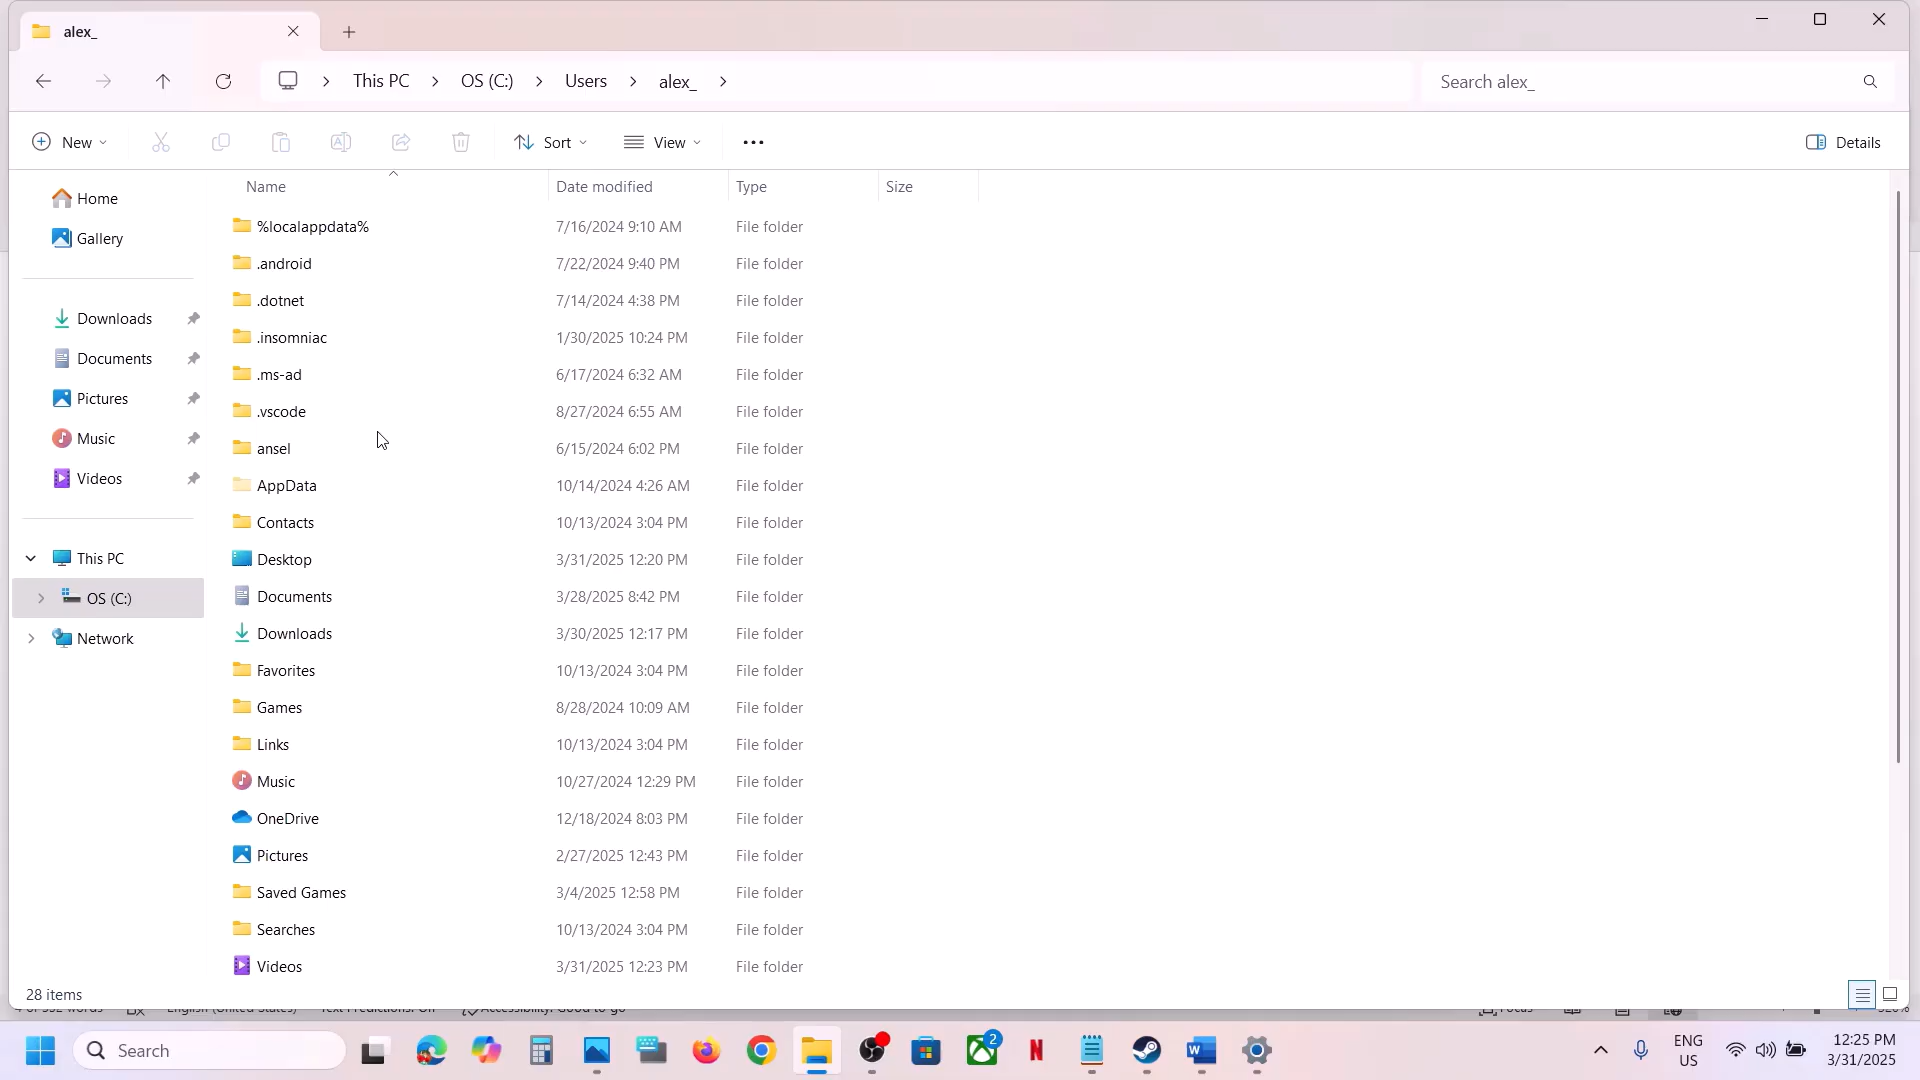 alex_
This PC
OS (C:)
Users
alex_
Search alex_
New
Sort
View
Details
Name
Date modified
Type
Size
Home
Gallery
Downloads
Documents
Pictures
Music
Videos
This PC
OS (C:)
Network
%localappdata% 7/16/2024 9:10 AM File folder
.android 7/22/2024 9:40 PM File folder
.dotnet 7/14/2024 4:38 PM File folder
.insomniac 1/30/2025 10:24 PM File folder
.ms-ad 6/17/2024 6:32 AM File folder
.vscode 8/27/2024 6:55 AM File folder
ansel 6/15/2024 6:02 PM File folder
AppData 10/14/2024 4:26 AM File folder
Contacts 10/13/2024 3:04 PM File folder
Desktop 3/31/2025 12:20 PM File folder
Documents 3/28/2025 8:42 PM File folder
Downloads 3/30/2025 12:17 PM File folder
Favorites 10/13/2024 3:04 PM File folder
Games 8/28/2024 10:09 AM File folder
Links 10/13/2024 3:04 PM File folder
Music 10/27/2024 12:29 PM File folder
OneDrive 12/18/2024 8:03 PM File folder
Pictures 2/27/2025 12:43 PM File folder
Saved Games 3/4/2025 12:58 PM File folder
Searches 10/13/2024 3:04 PM File folder
Videos 3/31/2025 12:23 PM File folder
28 items
Search
2
ENG
US
12:25 PM
3/31/2025